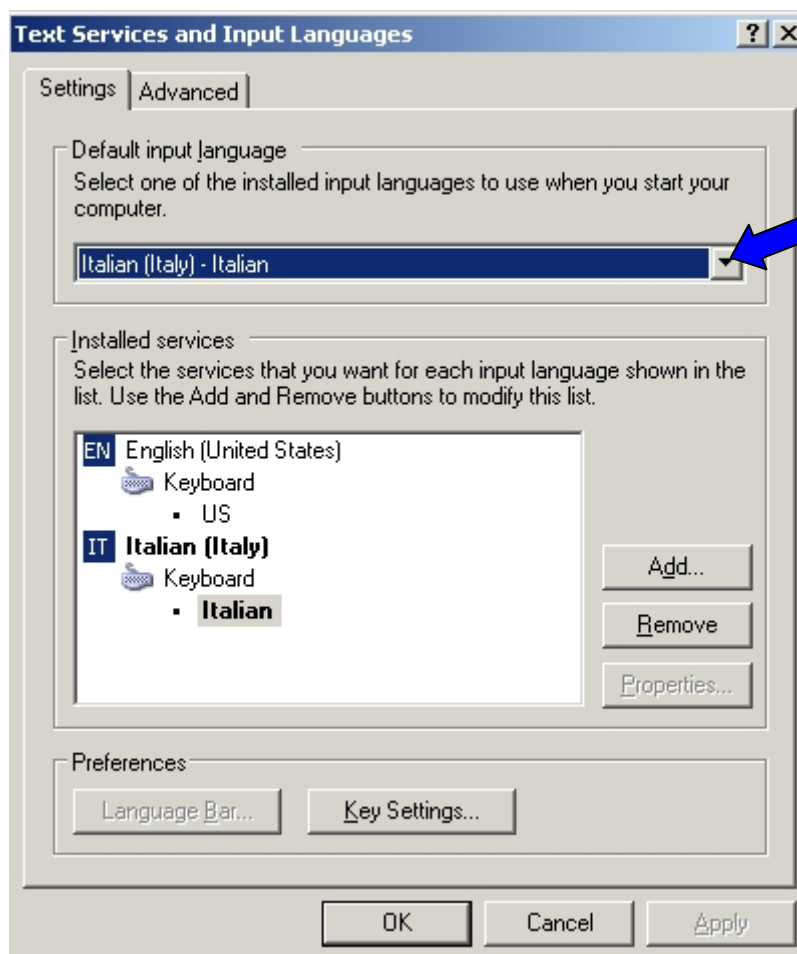 Text Services and Input Languages
Settings
Advanced
Default input language
Select one of the installed input languages to use when you start your
computer.
Italian (Italy) - Italian
Installed services
Select the services that you want for each input language shown in the
list. Use the Add and Remove buttons to modify this list.
EN English (United States)
Keyboard
US
IT Italian (Italy)
Keyboard
Italian
Add...
Remove
Properties...
Preferences
Language Bar...
Key Settings...
OK
Cancel
Apply